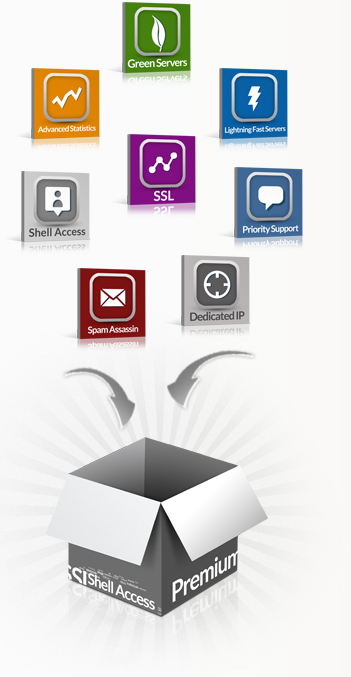 Green Servers
Advanced Statistics
Lightning Fast Servers
SSL
Shell Access
Priority Support
Spam Assassin
Dedicated IP
SSl
Shell Access
Premium